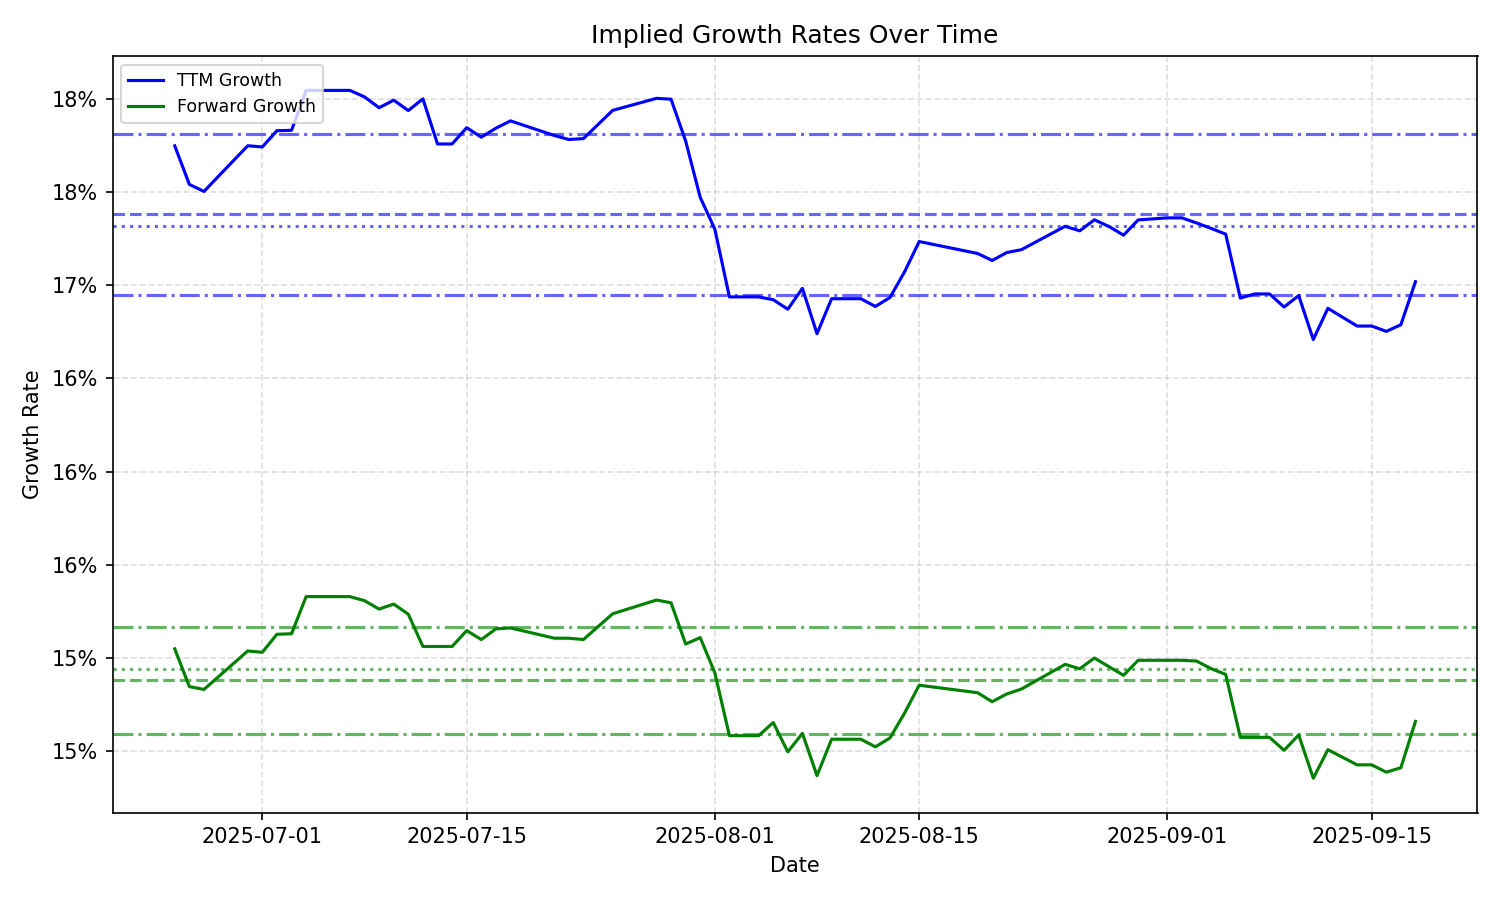 Implied Growth Rates Over Time
TTM Growth
Forward Growth
18%
18%
17%
16%
16%
16%
15%
15%
Growth Rate
2025-07-01
2025-07-15
2025-08-01
2025-08-15
2025-09-01
2025-09-15
Date